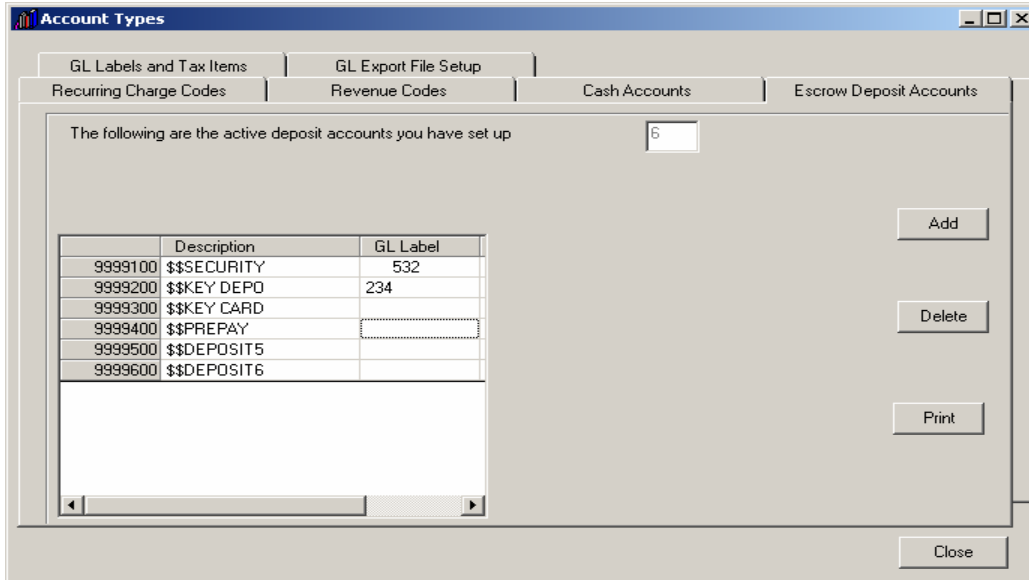 Account Types
GL Labels and Tax Items GL Export File Setup
Recurring Charge Codes Revenue Codes Cash Accounts Escrow Deposit Accounts
The following are the active deposit accounts you have set up 6
Add
Description GL Label
9999100 $$SECURITY 532
9999200 $$KEY DEPO 234
9999300 $$KEY CARD
Delete
9999400 $$PREPAY
9999500 $$DEPOSIT5
9999600 $$DEPOSIT6
Print
Close